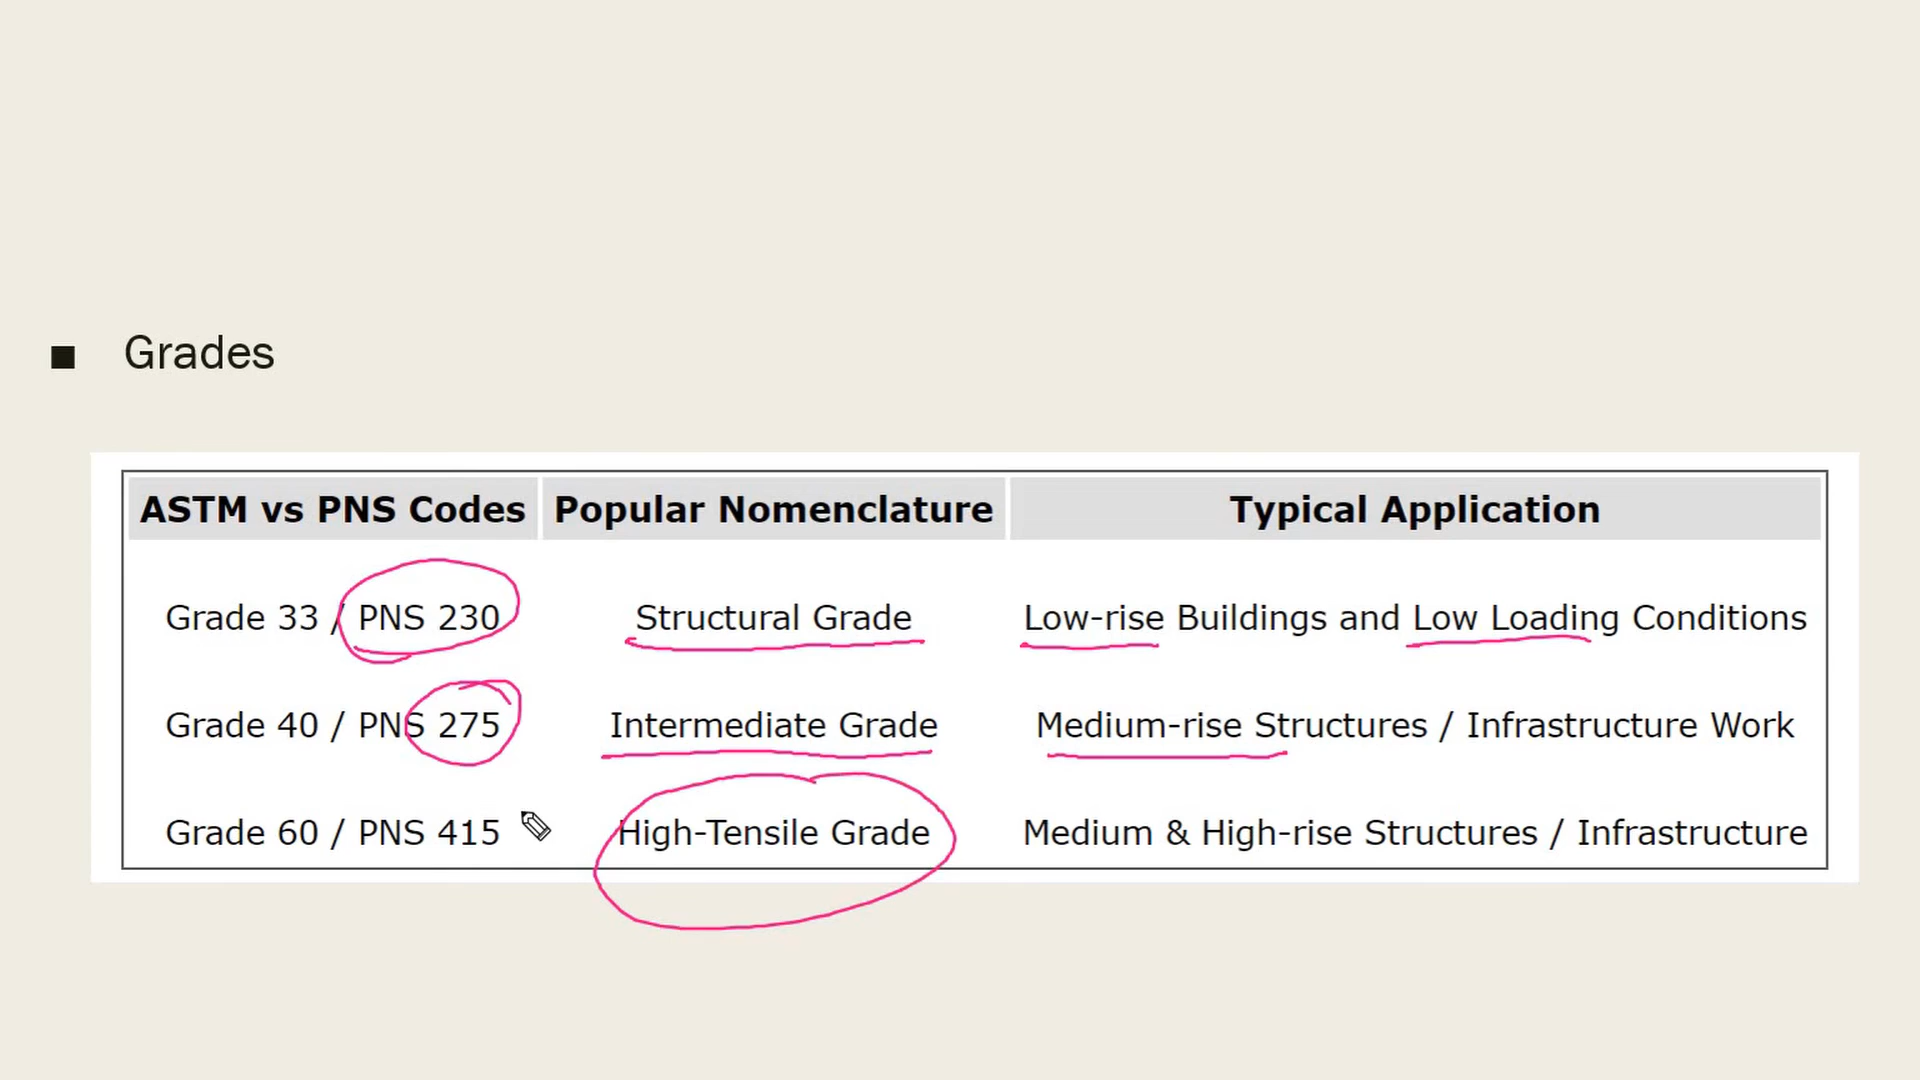 ■ Grades
ASTM vs PNS Codes Popular Nomenclature Typical Application
Grade 33 / PNS 230 Structural Grade Low-rise Buildings and Low Loading Conditions
Grade 40 / PNS 275 Intermediate Grade Medium-rise Structures / Infrastructure Work
Grade 60 / PNS 415 High-Tensile Grade Medium & High-rise Structures / Infrastructure